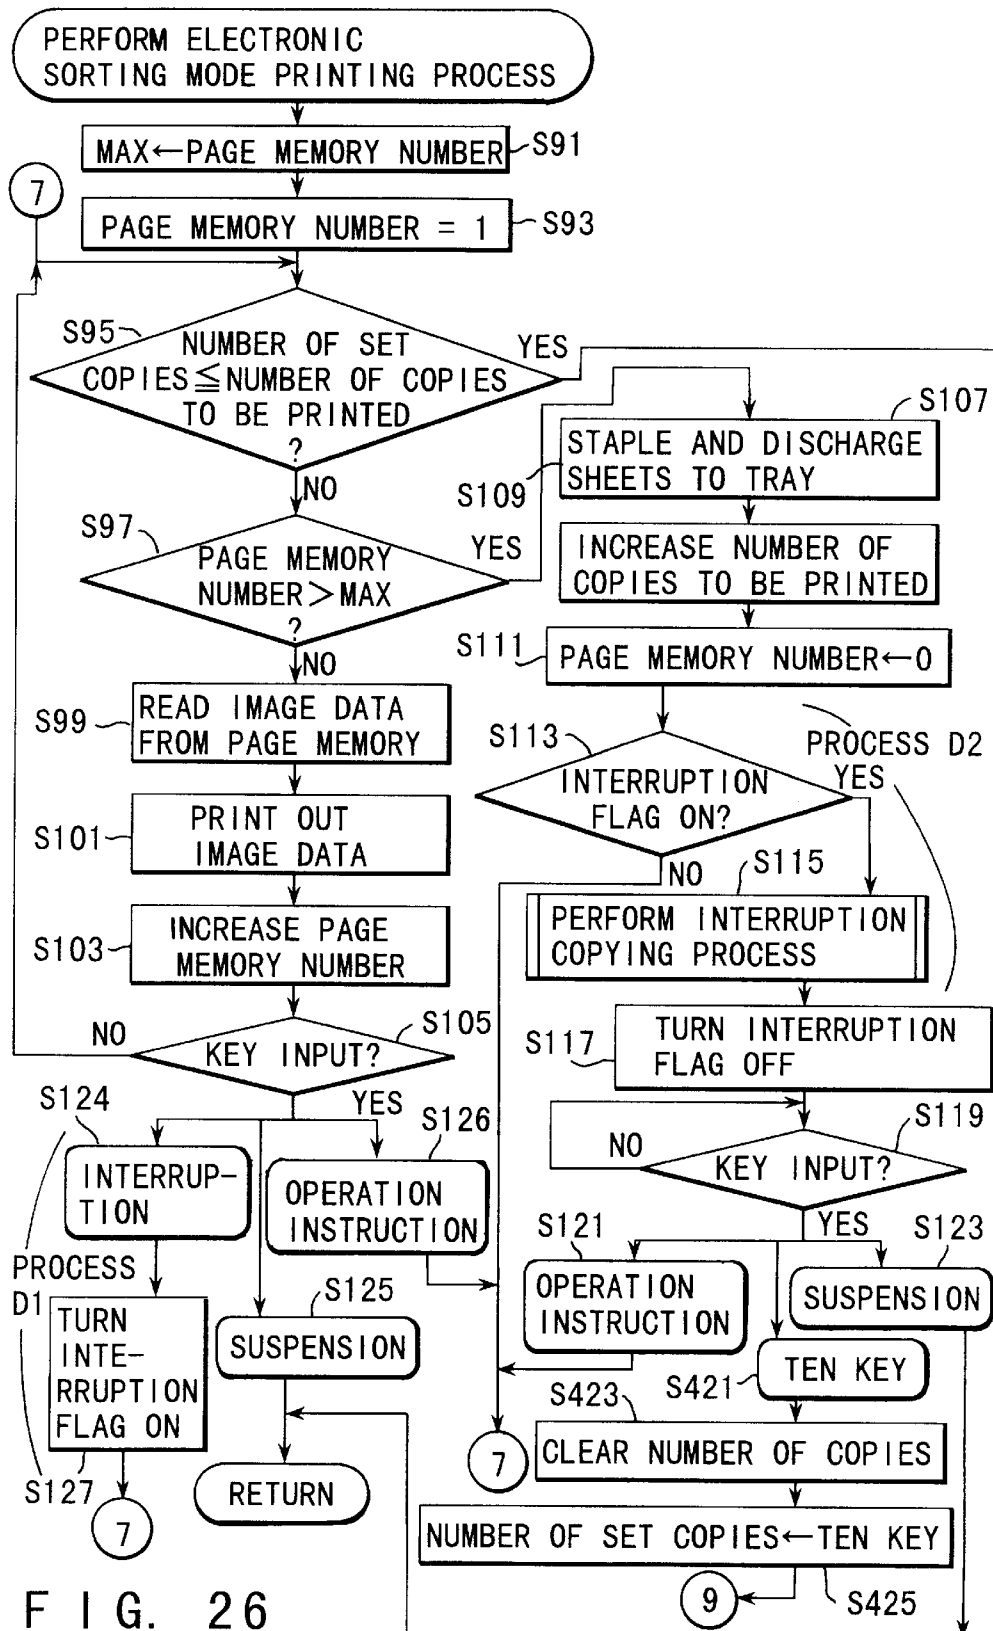 PERFORM ELECTRONIC
SORTING MODE PRINTING PROCESS
MAX←PAGE MEMORY NUMBER
S91
7
PAGE MEMORY NUMBER = 1
S93
S95
NUMBER OF SET
COPIES≦NUMBER OF COPIES
TO BE PRINTED
?
YES
NO
S97
PAGE MEMORY
NUMBER>MAX
?
YES
NO
S99
READ IMAGE DATA
FROM PAGE MEMORY
S101
PRINT OUT
IMAGE DATA
S103
INCREASE PAGE
MEMORY NUMBER
NO
KEY INPUT?
S105
YES
S124
INTERRUP-
TION
S126
OPERATION
INSTRUCTION
PROCESS
D1
TURN
INTE-
RRUPTION
FLAG ON
S127
7
S125
SUSPENSION
RETURN
S107
STAPLE AND DISCHARGE
SHEETS TO TRAY
S109
INCREASE NUMBER OF
COPIES TO BE PRINTED
S111
PAGE MEMORY NUMBER←0
S113
INTERRUPTION
FLAG ON?
PROCESS D2
YES
NO
S115
PERFORM INTERRUPTION
COPYING PROCESS
S117
TURN INTERRUPTION
FLAG OFF
NO
KEY INPUT?
S119
YES
S121
OPERATION
INSTRUCTION
S123
SUSPENSION
S421
TEN KEY
7
S423
CLEAR NUMBER OF COPIES
NUMBER OF SET COPIES←TEN KEY
S425
9
FIG. 26